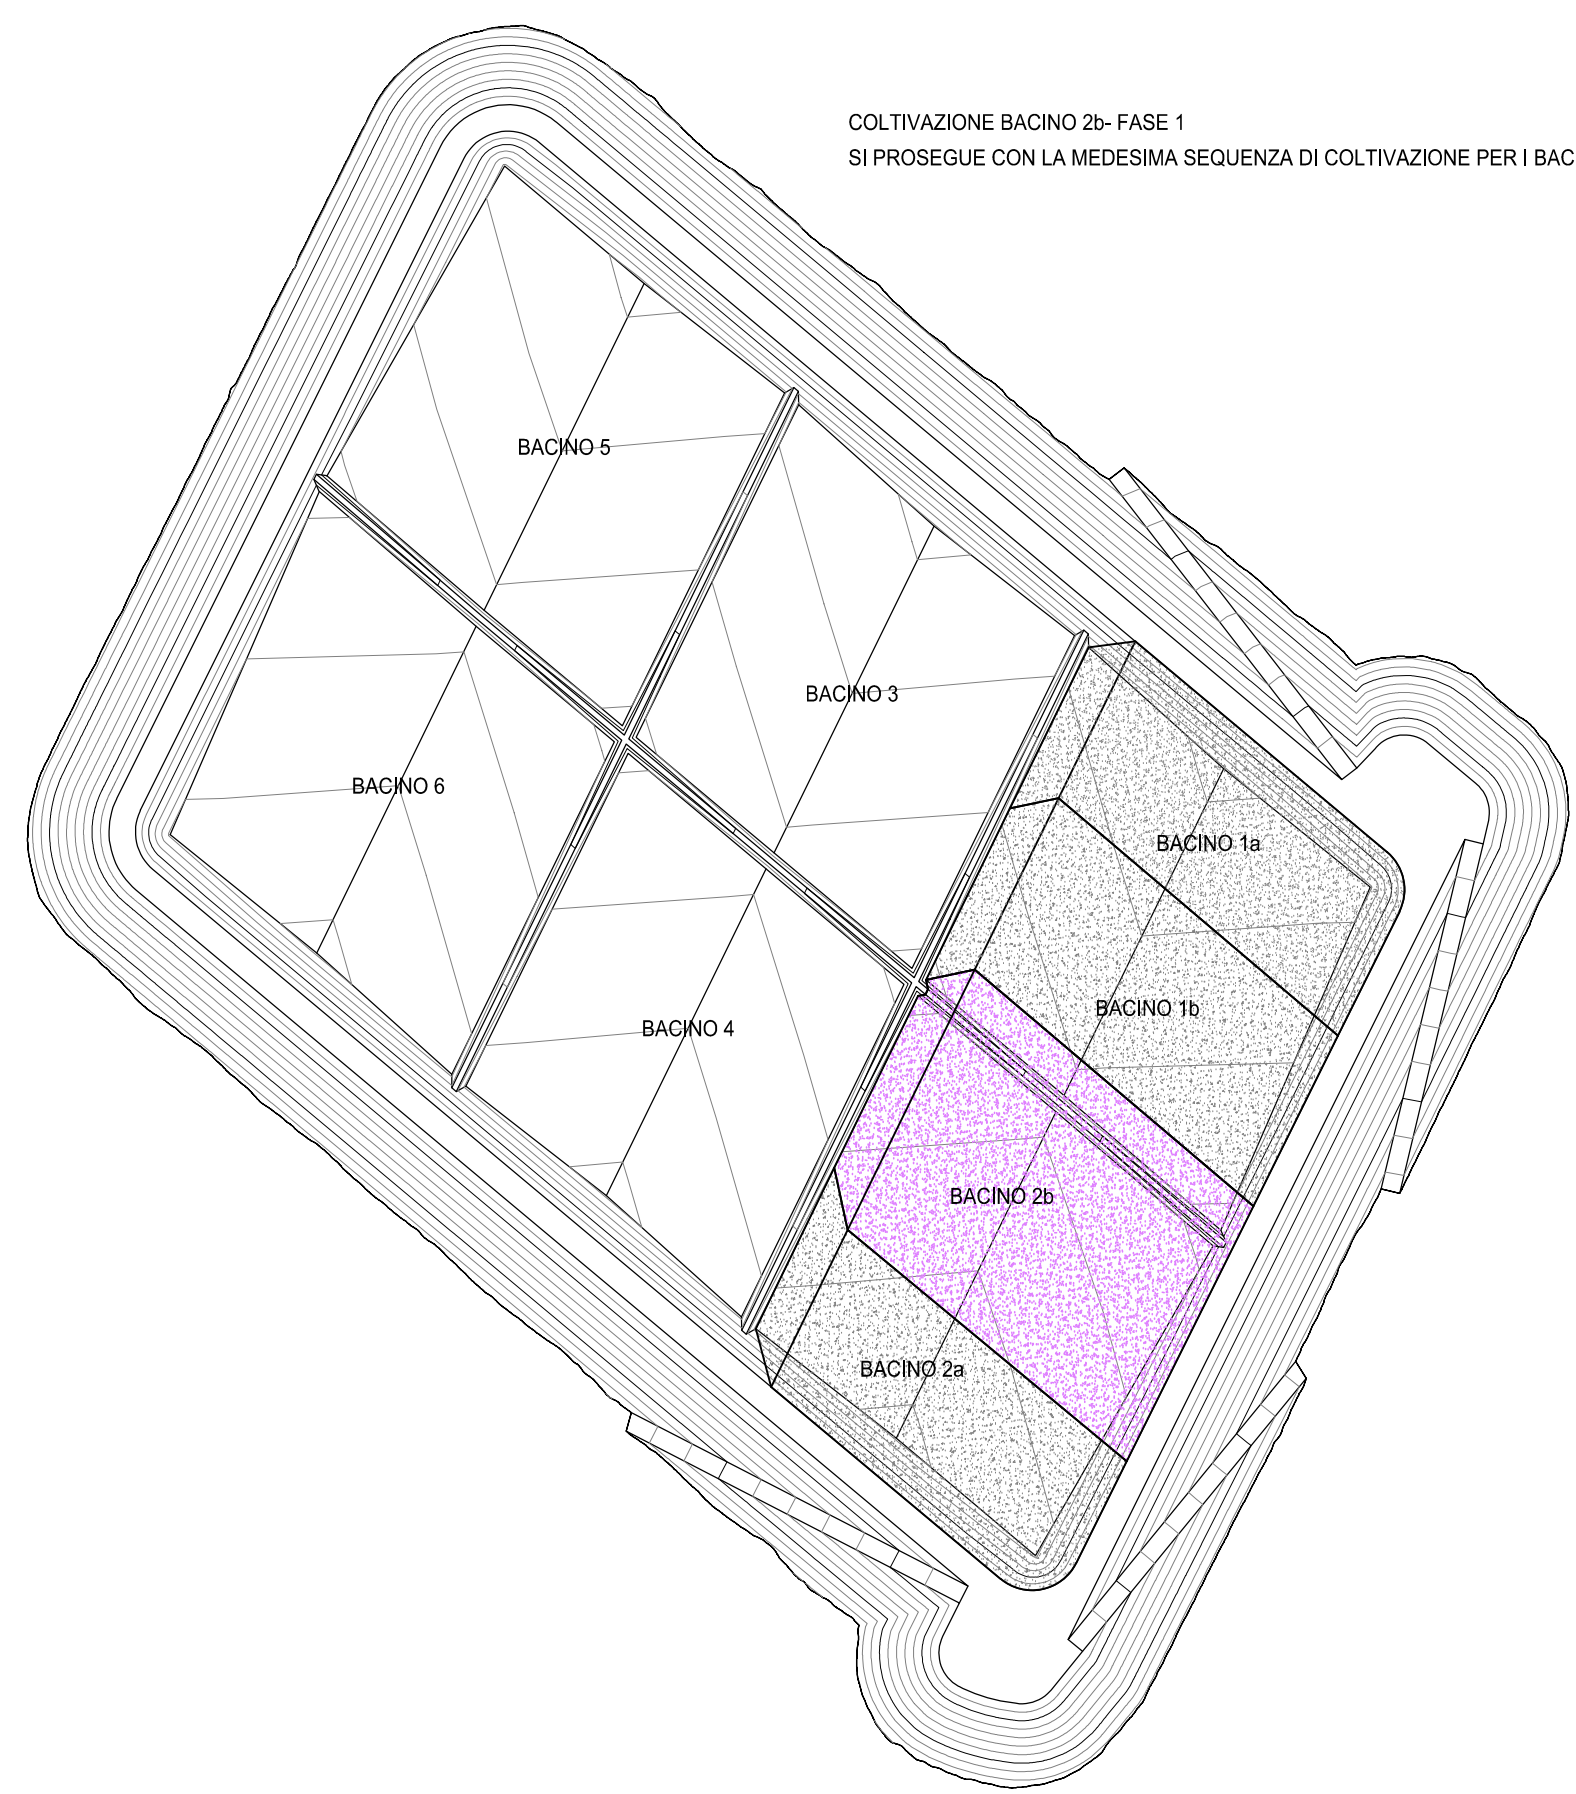 COLTIVAZIONE BACINO 2b- FASE 1
SI PROSEGUE CON LA MEDESIMA SEQUENZA DI COLTIVAZIONE PER I BAC
BACINO 5
BACINO 3
BACINO 6
BACINO 1a
BACINO 1b
BACINO 4
BACINO 2b
BACINO 2a